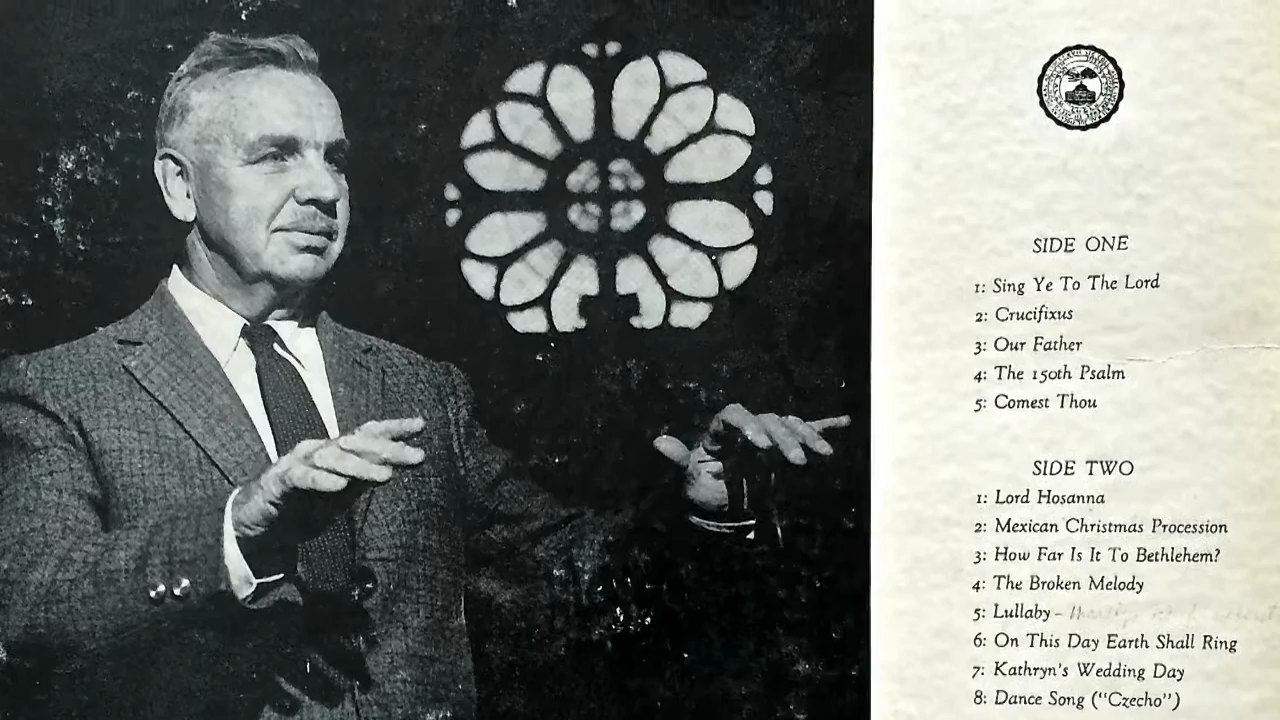 SIDE ONE
1: Sing Ye To The Lord
2: Crucifixus
3: Our Father
4: The 150th Psalm
5: Comest Thou
SIDE TWO
1: Lord Hosanna
2: Mexican Christmas Procession
3: How Far Is It To Bethlehem?
4: The Broken Melody
5: Lullaby -
6: On This Day Earth Shall Ring
7: Kathryn's Wedding Day
8: Dance Song ("Czecho")